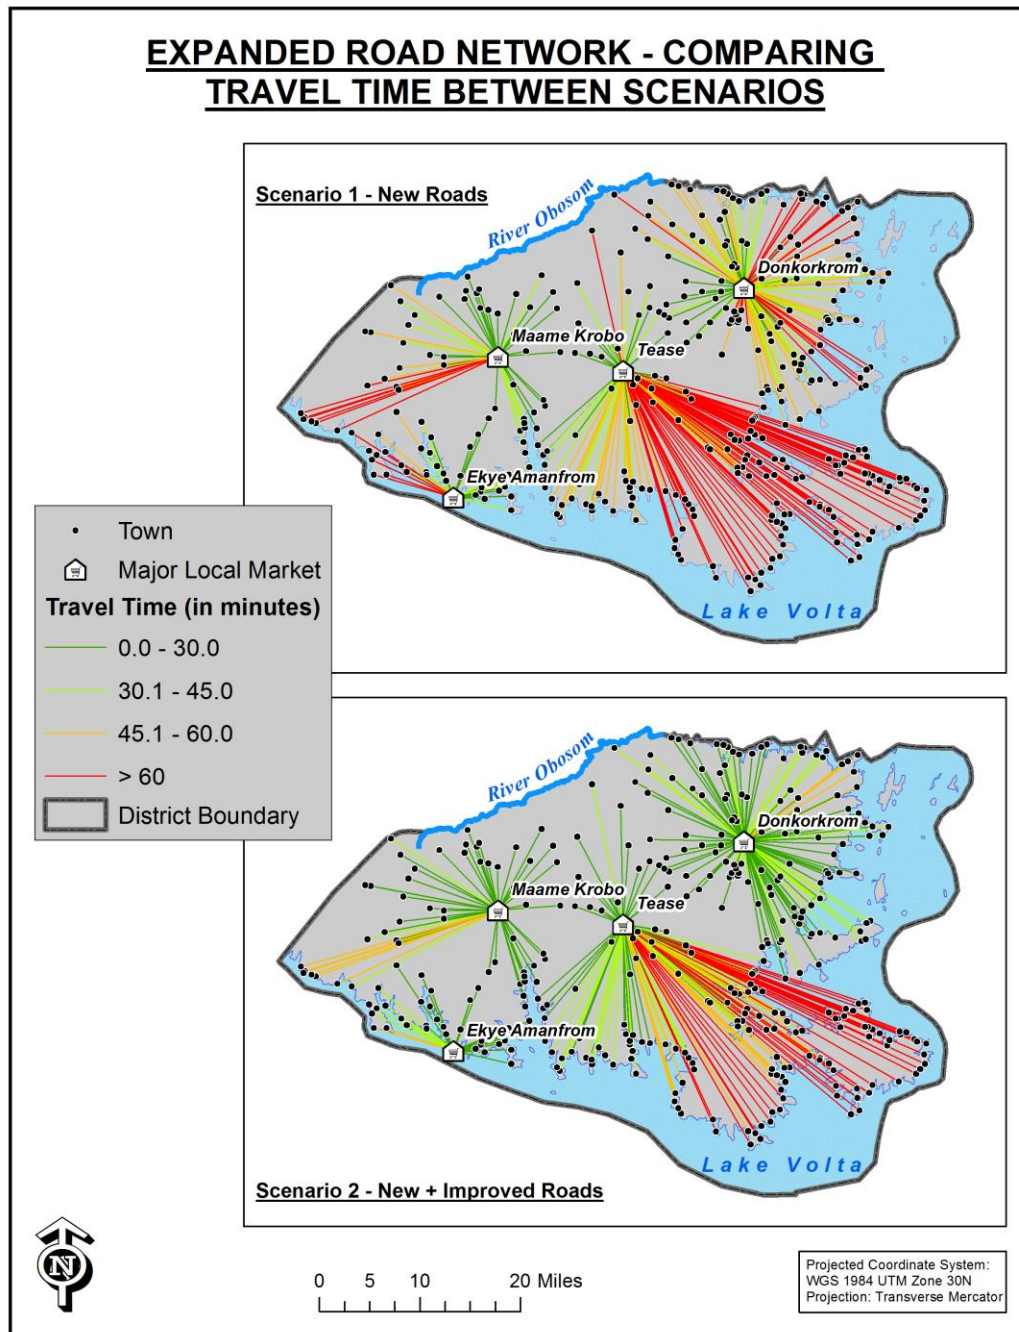 EXPANDED ROAD NETWORK - COMPARING
TRAVEL TIME BETWEEN SCENARIOS
Scenario 1 - New Roads
River Obosom
Donkorkrom
Maame Krobo
Tease
Ekye Amanfrom
Lake Volta
Town
Major Local Market
Travel Time (in minutes)
0.0 - 30.0
30.1 - 45.0
45.1 - 60.0
> 60
District Boundary
River Obosom
Donkorkrom
Maame Krobo
Tease
Ekye Amanfrom
Lake Volta
Scenario 2 - New + Improved Roads
N
0 5 10 20 Miles
Projected Coordinate System:
WGS 1984 UTM Zone 30N
Projection: Transverse Mercator